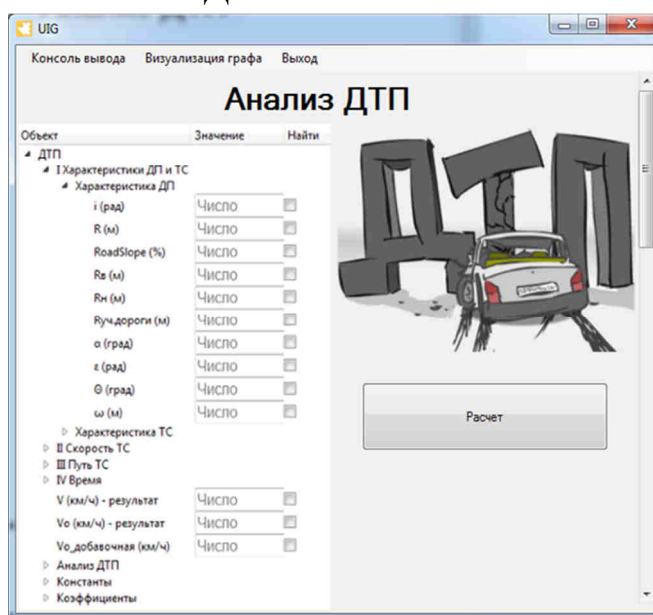 UIG
Консоль вывода Визуализация графа Выход
Анализ ДТП
Объект Значение Найти
ДТП
I Характеристики ДП и ТС
Характеристика ДП
i (рад) Число
R (м) Число
RoadSlope (%) Число
Rв (м) Число
Rн (м) Число
Rуч.дороги (м) Число
α (град) Число
ε (рад) Число
Θ (град) Число
ω (м) Число
Характеристика ТС
II Скорость ТС
III Путь ТС
IV Время
V (км/ч) - результат Число
Vo (км/ч) - результат Число
Vo_добавочная (км/ч) Число
Анализ ДТП
Константы
Коэффициенты
ДТП
Расчет